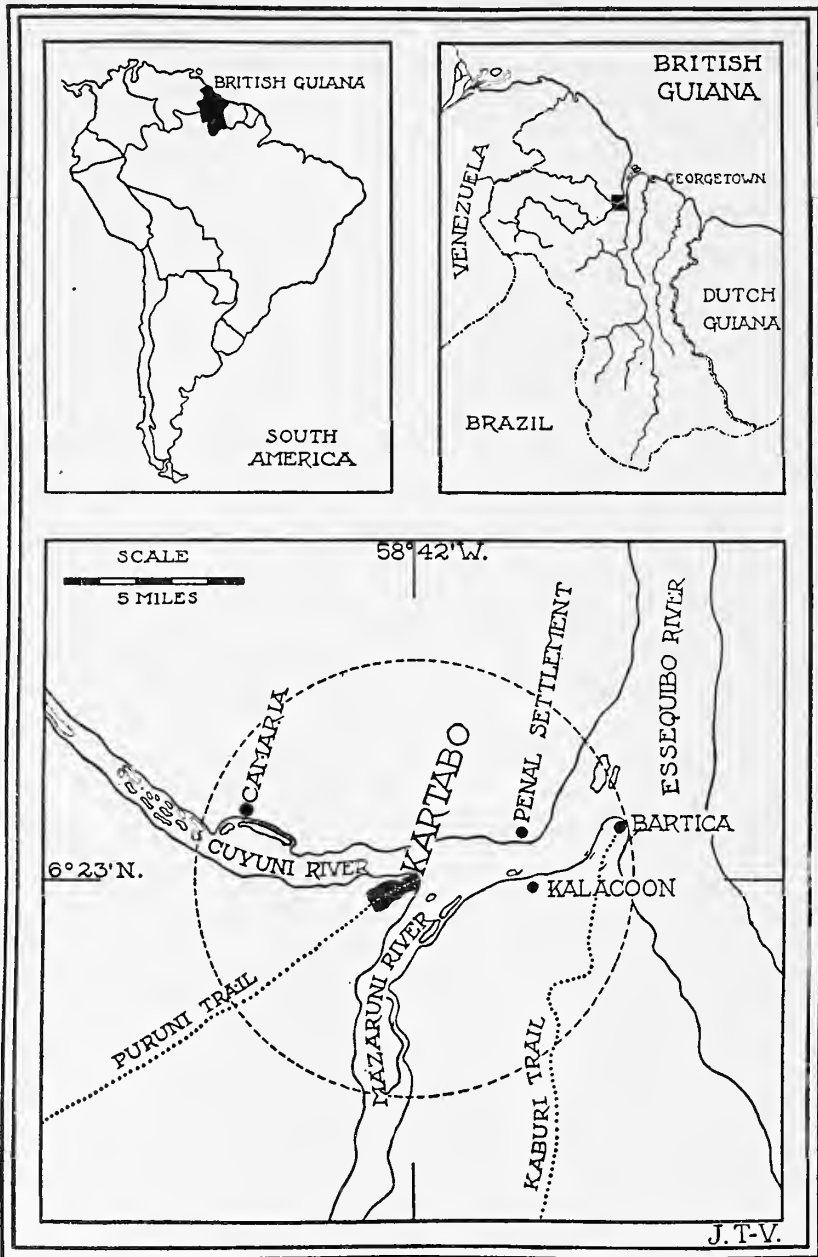 BRITISH GUIANA
SOUTH
AMERICA
BRITISH
GUIANA
GEORGETOWN
VENEZUELA
DUTCH
GUIANA
BRAZIL
SCALE
5 MILES
58°42'W.
PENAL SETTLEMENT
ESSEQUIBO RIVER
CAMARIA
KARTABO
BARTICA
CUYUNI RIVER
6°23'N.
KALACOON
MAZARUNI RIVER
PURUNI TRAIL
KABURI TRAIL
J.T-V.